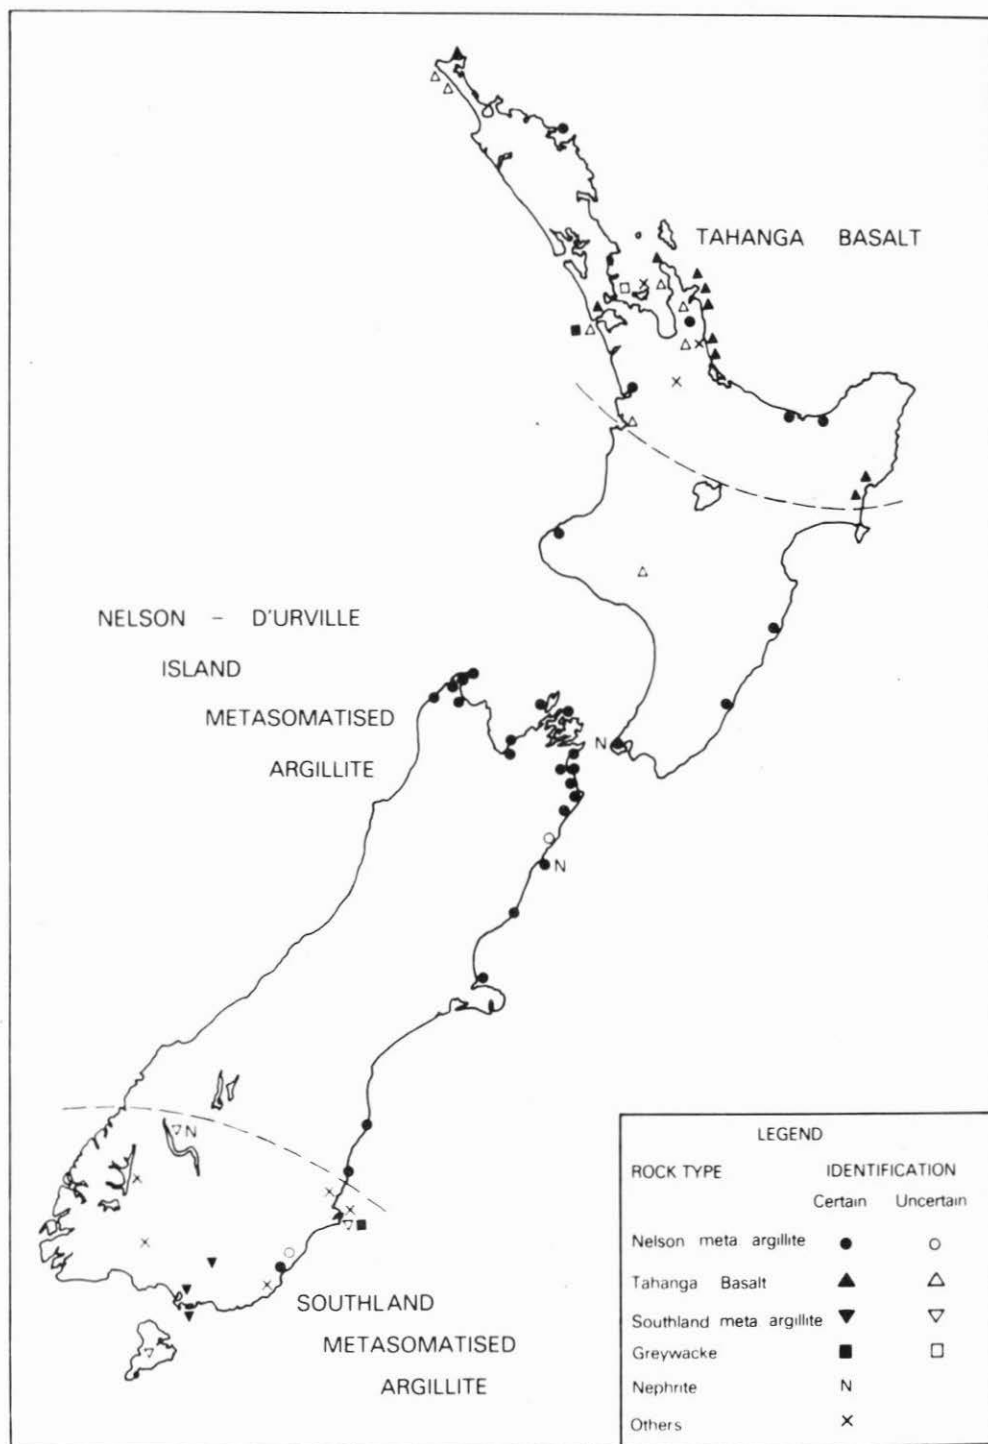 TAHANGA BASALT
NELSON – D'URVILLE
ISLAND
METASOMATISED
ARGILLITE
N
N
N
SOUTHLAND
METASOMATISED
ARGILLITE
LEGEND
ROCK TYPE IDENTIFICATION
Certain Uncertain
Nelson meta argillite
Tahanga Basalt
Southland meta argillite
Greywacke
Nephrite N
Others